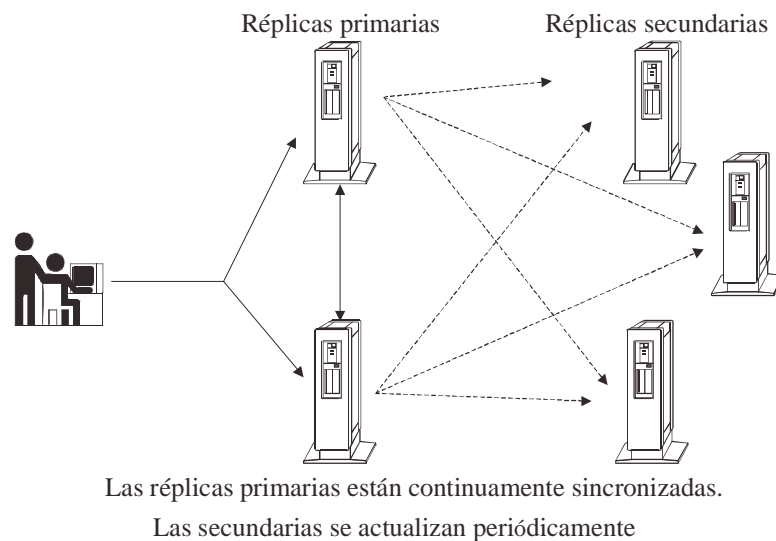 Réplicas primarias
Réplicas secundarias
Las réplicas primarias están continuamente sincronizadas.
Las secundarias se actualizan periódicamente